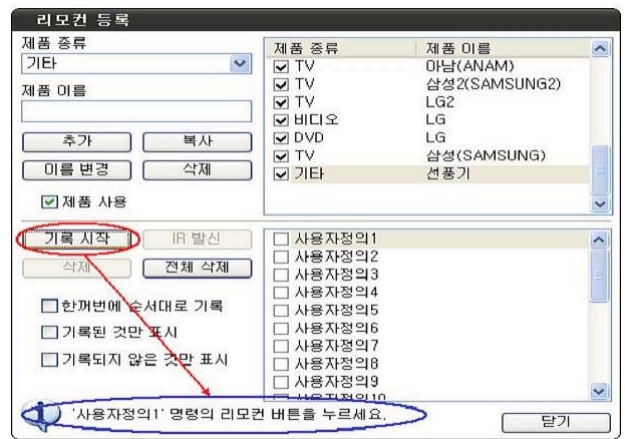 리모컨 등록
제품 종류
기타
제품 이름
추가
복사
이름 변경
삭제
제품 사용
제품 종류 제품 이름
TV 아남(ANAM)
TV 삼성2(SAMSUNG2)
TV LG2
비디오 LG
DVD LG
TV 삼성(SAMSUNG)
기타 선풍기
기록 시작
IR 발신
삭제
전체 삭제
한꺼번에 순서대로 기록
기록된 것만 표시
기록되지 않은 것만 표시
사용자정의1
사용자정의2
사용자정의3
사용자정의4
사용자정의5
사용자정의6
사용자정의7
사용자정의8
사용자정의9
사용자정의10
'사용자정의1' 명령의 리모컨 버튼을 누르세요.
닫기